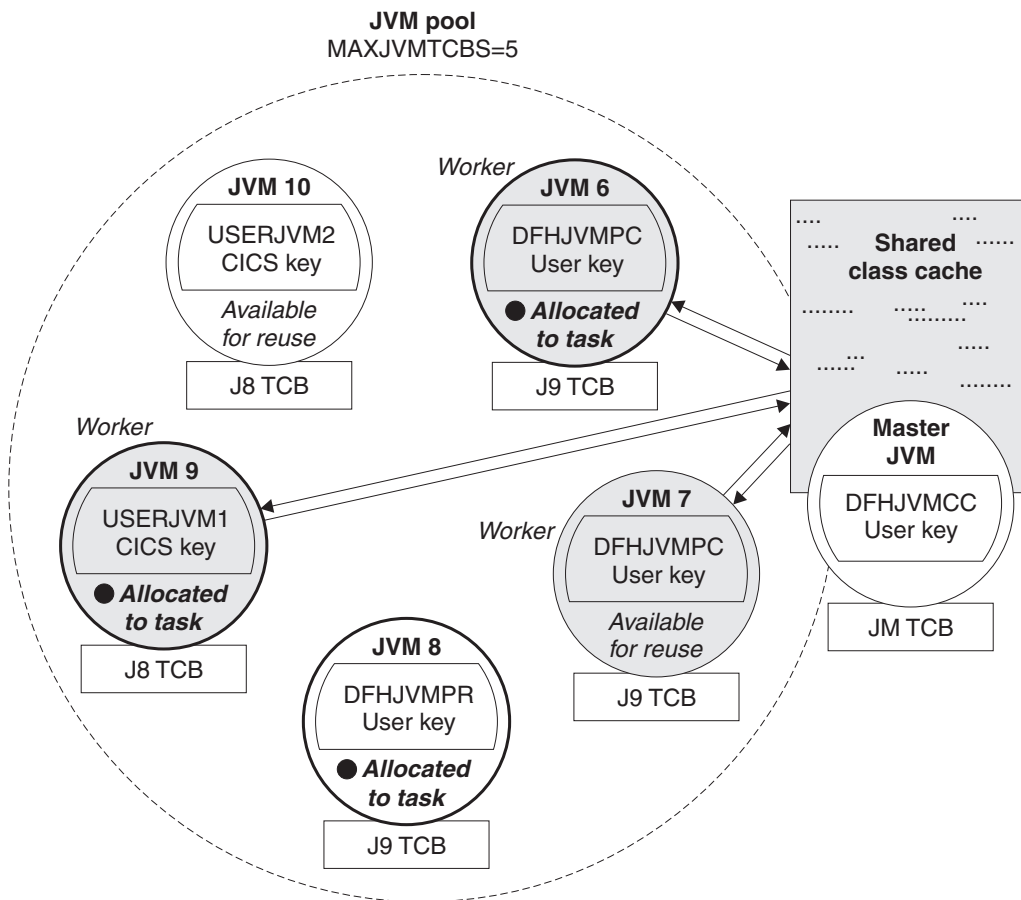 JVM pool
MAXJVMTCBS=5
JVM 10
USERJVM2
CICS key
Available
for reuse
J8 TCB
Worker
JVM 6
DFHJVMPC
User key
Allocated
to task
J9 TCB
Shared
class cache
Master
JVM
DFHJVMCC
User key
JM TCB
Worker
JVM 9
USERJVM1
CICS key
Allocated
to task
J8 TCB
Worker
JVM 7
DFHJVMPC
User key
Available
for reuse
J9 TCB
JVM 8
DFHJVMPR
User key
Allocated
to task
J9 TCB